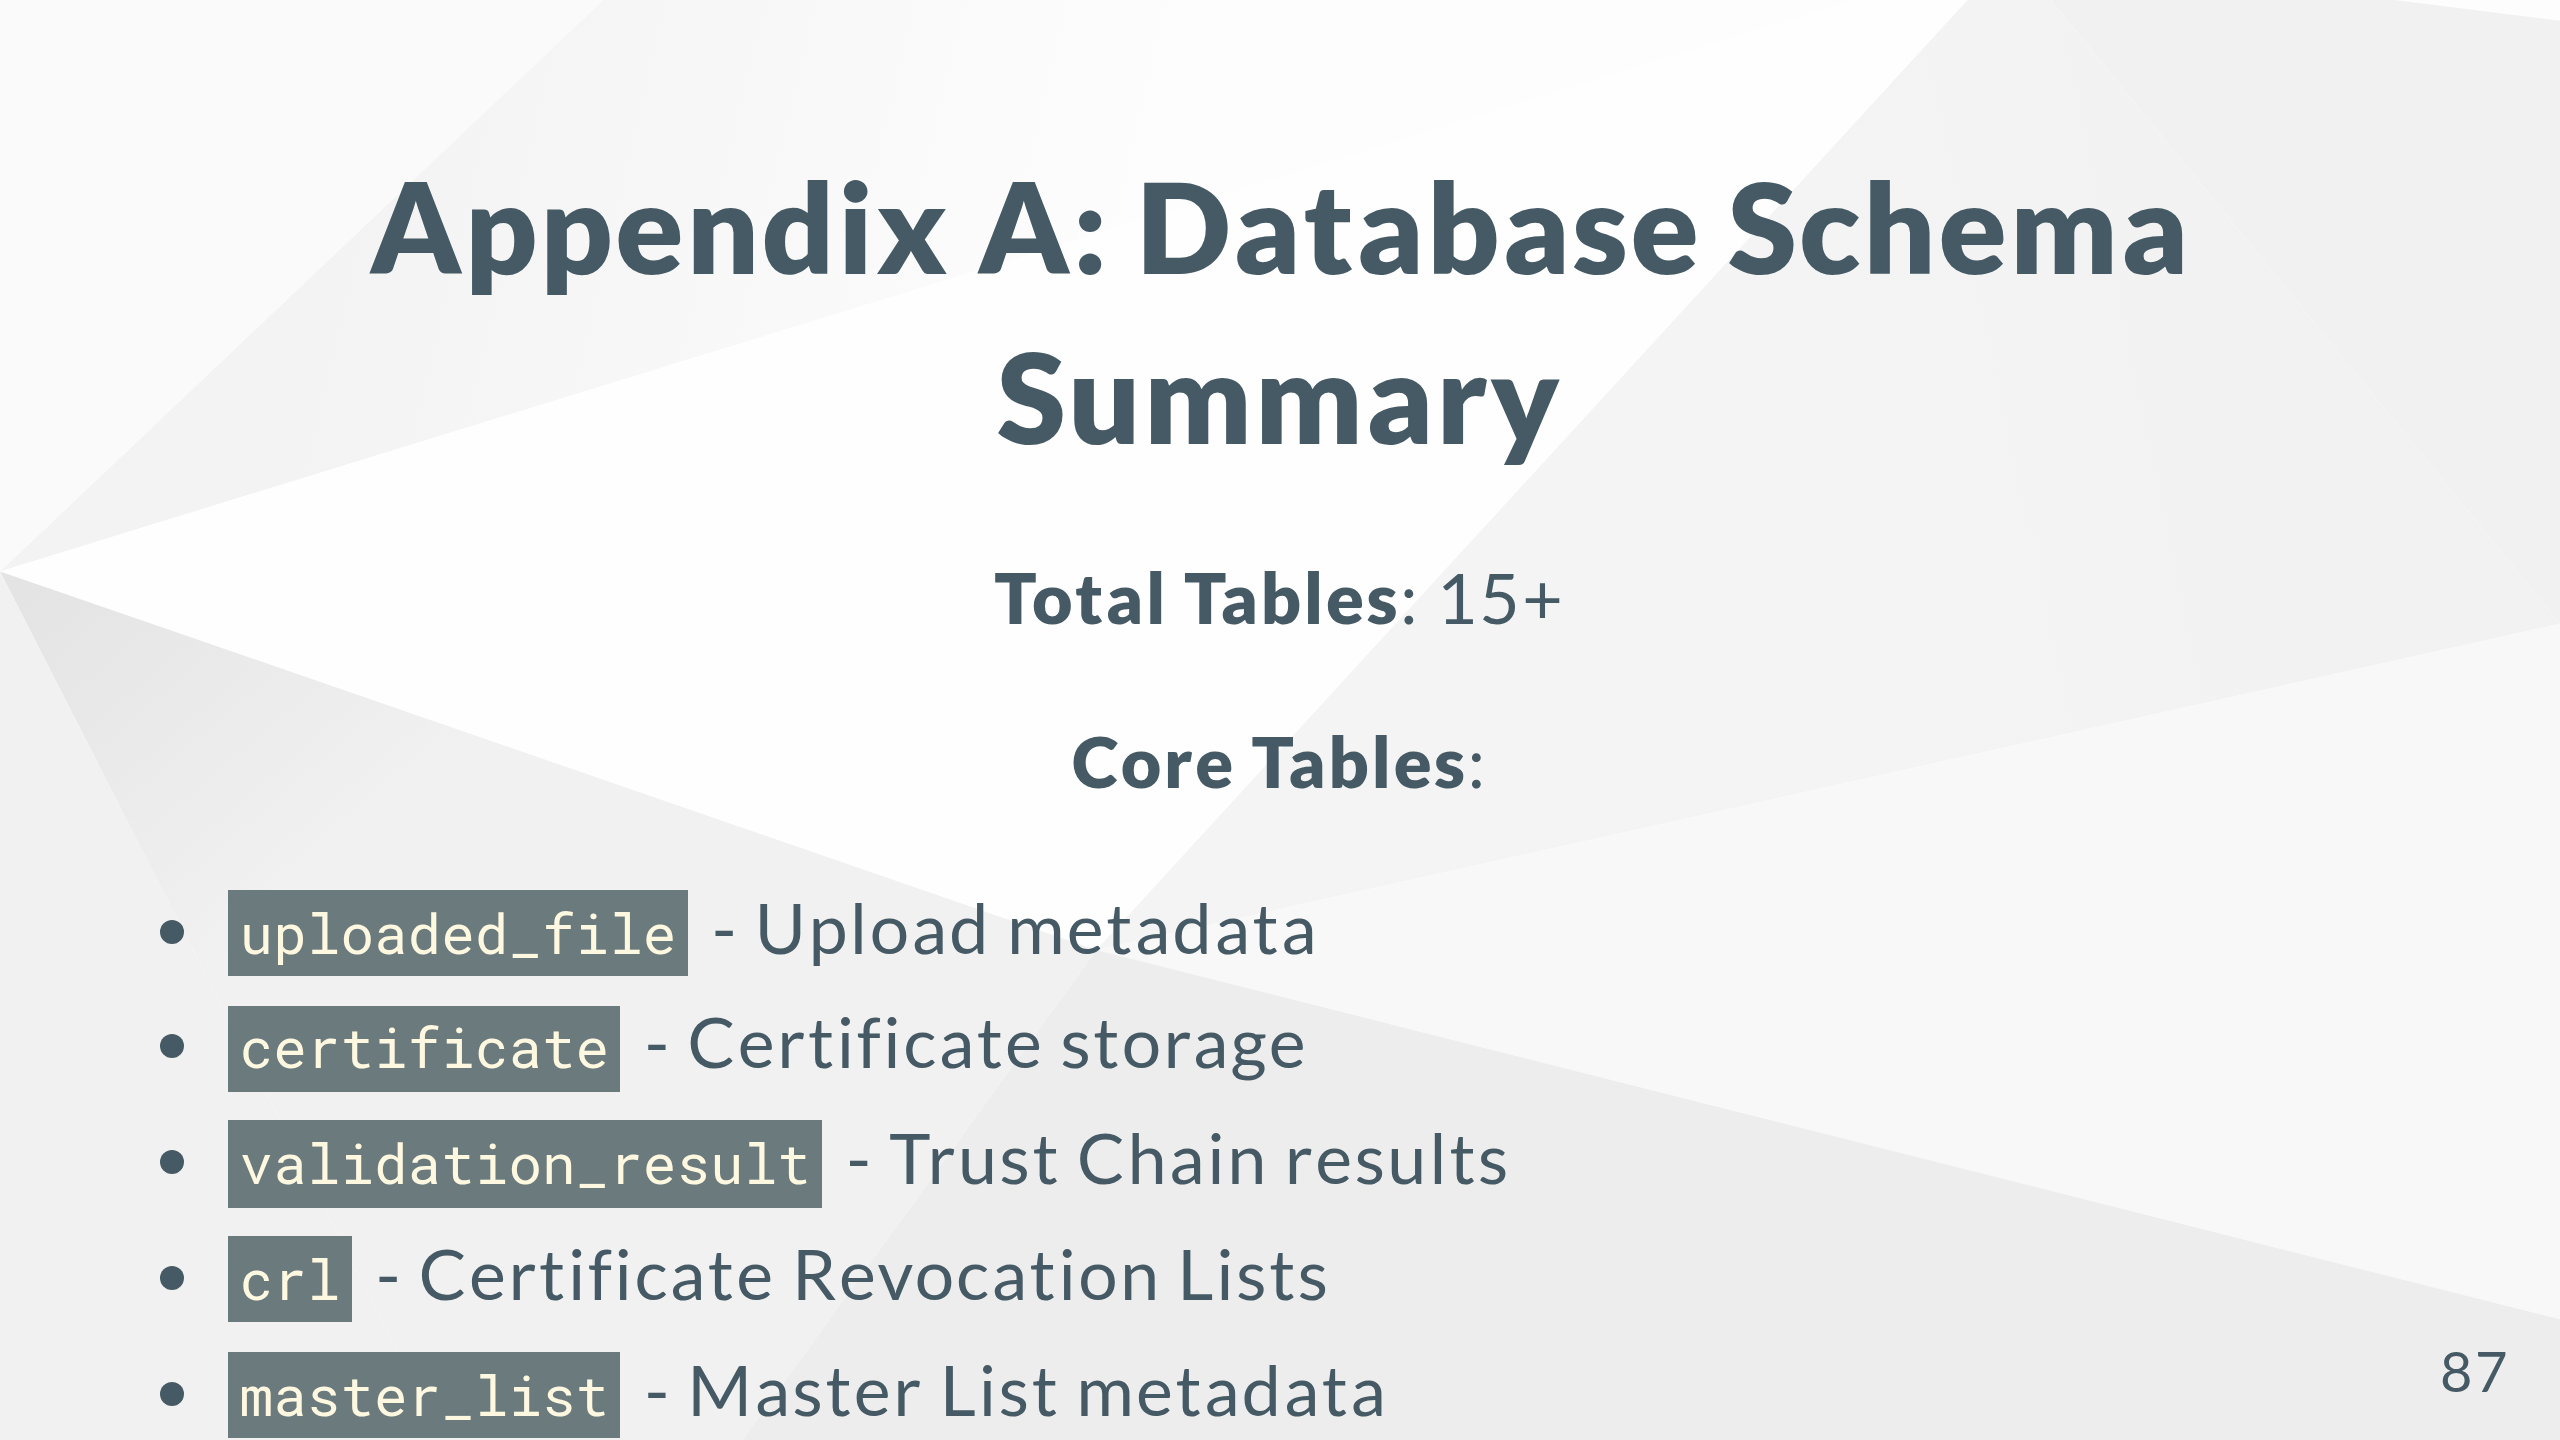 Appendix A: Database Schema
Summary
Total Tables: 15+
Core Tables:
• uploaded_file - Upload metadata
• certificate - Certificate storage
• validation_result - Trust Chain results
• crl - Certificate Revocation Lists
• master_list - Master List metadata
87